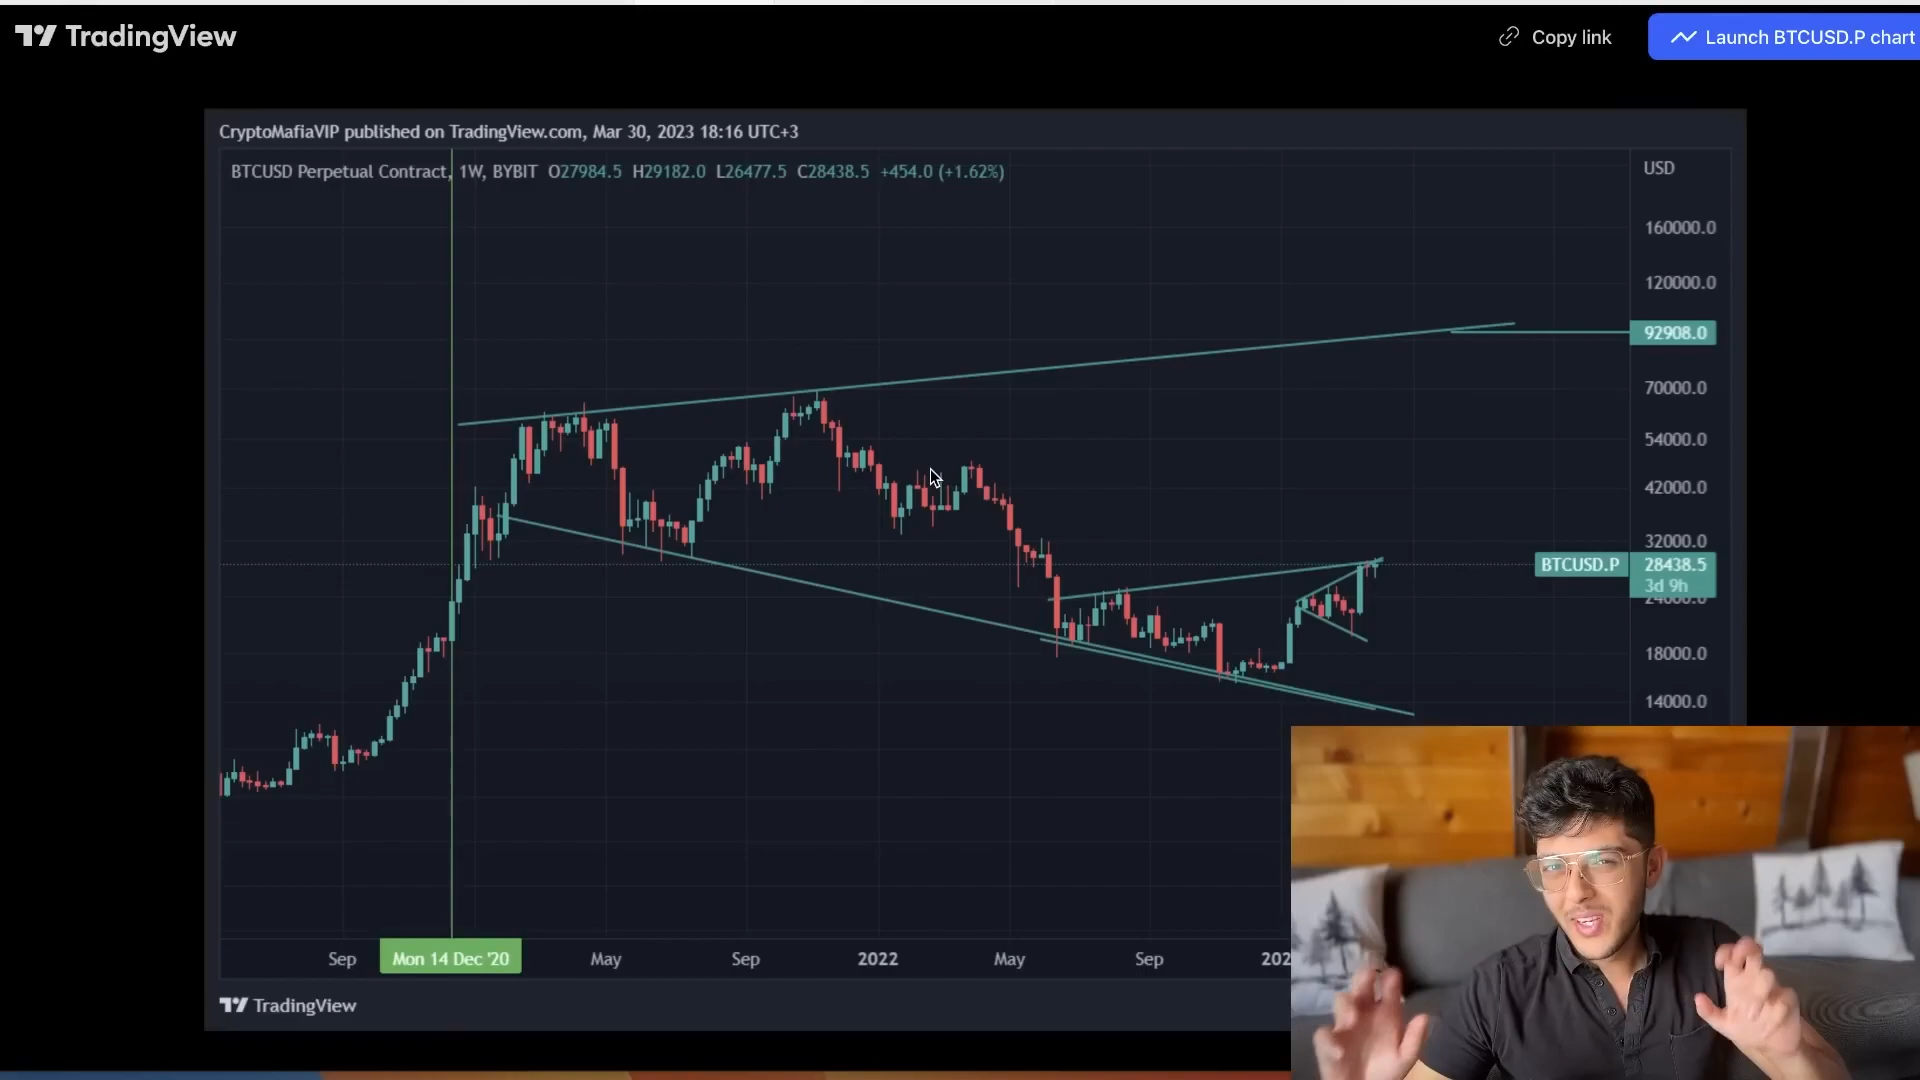 TradingView
Copy link
Launch BTCUSD.P chart
CryptoMafiaVIP published on TradingView.com, Mar 30, 2023 18:16 UTC+3
BTCUSD Perpetual Contract, 1W, BYBIT O27984.5 H29182.0 L26477.5 C28438.5 +454.0 (+1.62%)
USD
160000.0
120000.0
92908.0
70000.0
54000.0
42000.0
32000.0
BTCUSD.P 28438.5
3d 9h
24000.0
18000.0
14000.0
Sep Mon 14 Dec '20 May Sep 2022 May Sep 202
TradingView